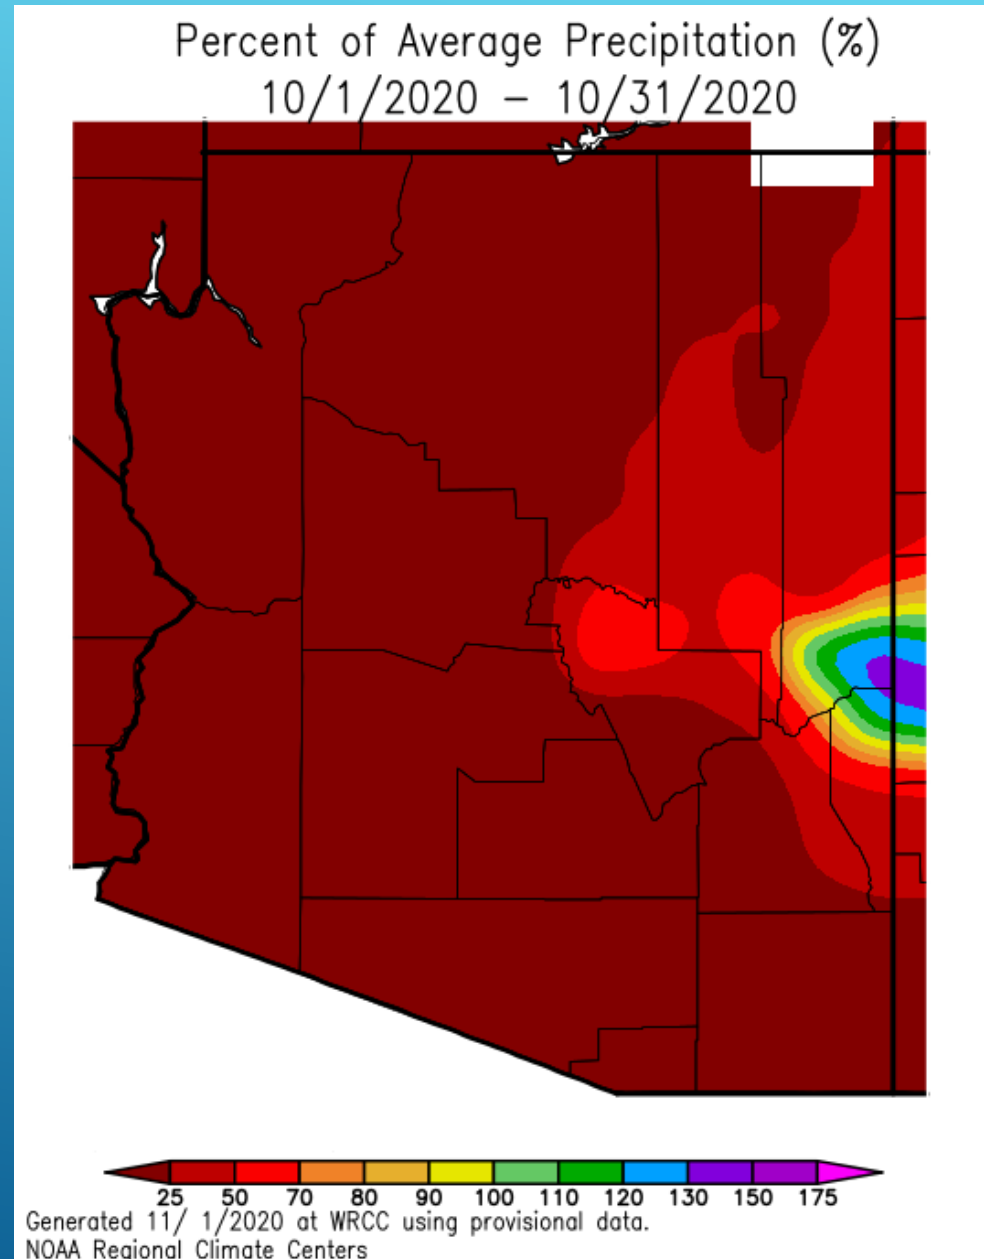 Percent of Average Precipitation (%)
10/1/2020 – 10/31/2020
25 50 70 80 90 100 110 120 130 150 175
Generated 11/ 1/2020 at WRCC using provisional data.
NOAA Regional Climate Centers